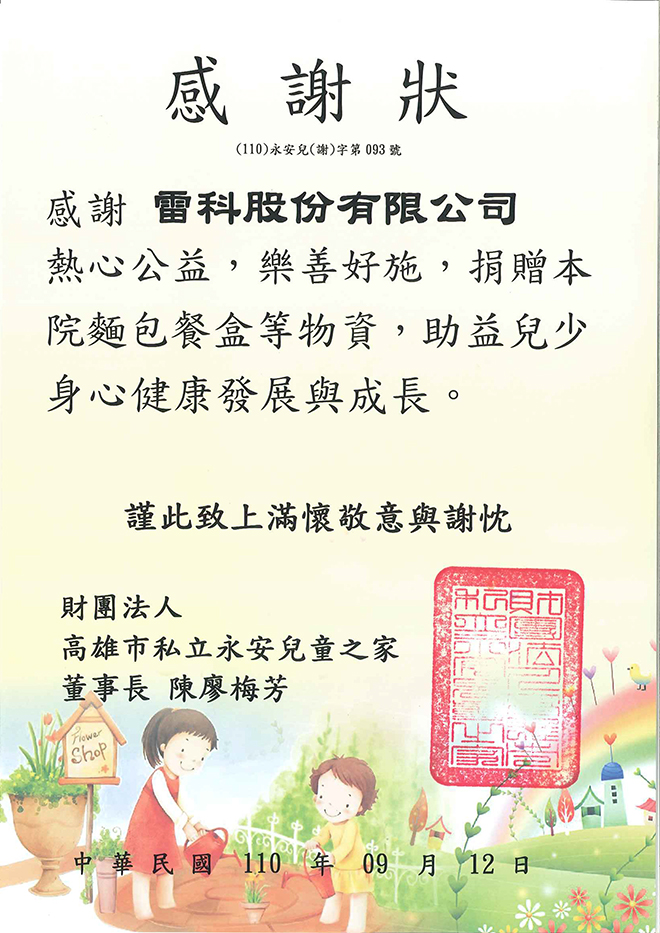 感謝狀
(110)永安兒(謝)字第093號
感謝 雷科股份有限公司
熱心公益，樂善好施，捐贈本
院麵包餐盒等物資，助益兒少
身心健康發展與成長。
謹此致上滿懷敬意與謝忱
財團法人
高雄市私立永安兒童之家
董事長 陳廖梅芳
Flower
Shop
中華民國 110 年 09 月 12 日